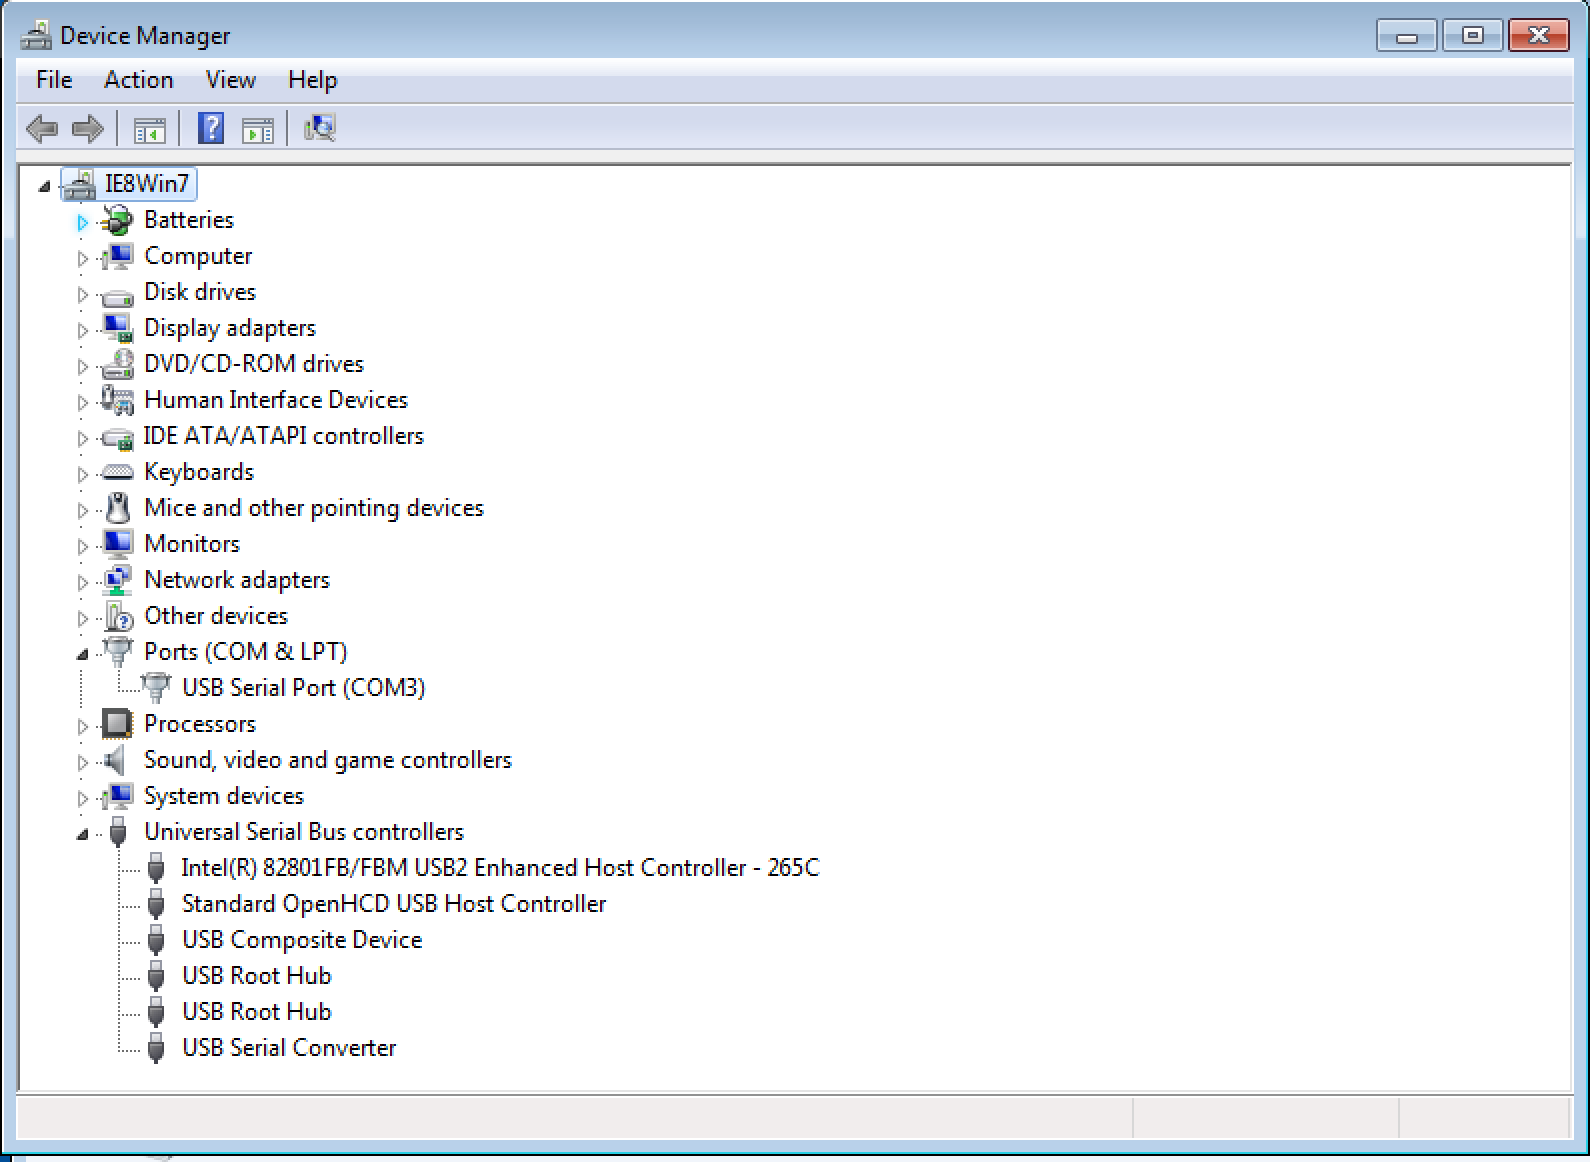 Device Manager
File Action View Help
?
IE8Win7
Batteries
Computer
Disk drives
Display adapters
DVD/CD-ROM drives
Human Interface Devices
IDE ATA/ATAPI controllers
Keyboards
Mice and other pointing devices
Monitors
Network adapters
Other devices
Ports (COM & LPT)
USB Serial Port (COM3)
Processors
Sound, video and game controllers
System devices
Universal Serial Bus controllers
Intel(R) 82801FB/FBM USB2 Enhanced Host Controller - 265C
Standard OpenHCD USB Host Controller
USB Composite Device
USB Root Hub
USB Root Hub
USB Serial Converter